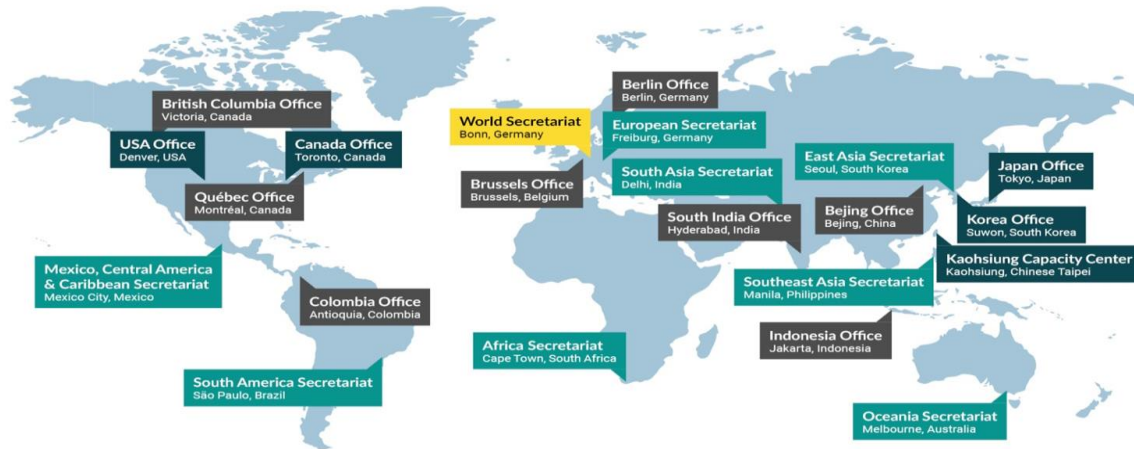 British Columbia Office
Victoria, Canada
USA Office
Denver, USA
Canada Office
Toronto, Canada
Québec Office
Montréal, Canada
Mexico, Central America
& Caribbean Secretariat
Mexico City, Mexico
Colombia Office
Antioquia, Colombia
South America Secretariat
São Paulo, Brazil
Berlin Office
Berlin, Germany
World Secretariat
Bonn, Germany
European Secretariat
Freiburg, Germany
Brussels Office
Brussels, Belgium
South Asia Secretariat
Delhi, India
South India Office
Hyderabad, India
East Asia Secretariat
Seoul, South Korea
Japan Office
Tokyo, Japan
Bejing Office
Bejing, China
Korea Office
Suwon, South Korea
Kaohsiung Capacity Center
Kaohsiung, Chinese Taipei
Southeast Asia Secretariat
Manila, Philippines
Indonesia Office
Jakarta, Indonesia
Africa Secretariat
Cape Town, South Africa
Oceania Secretariat
Melbourne, Australia